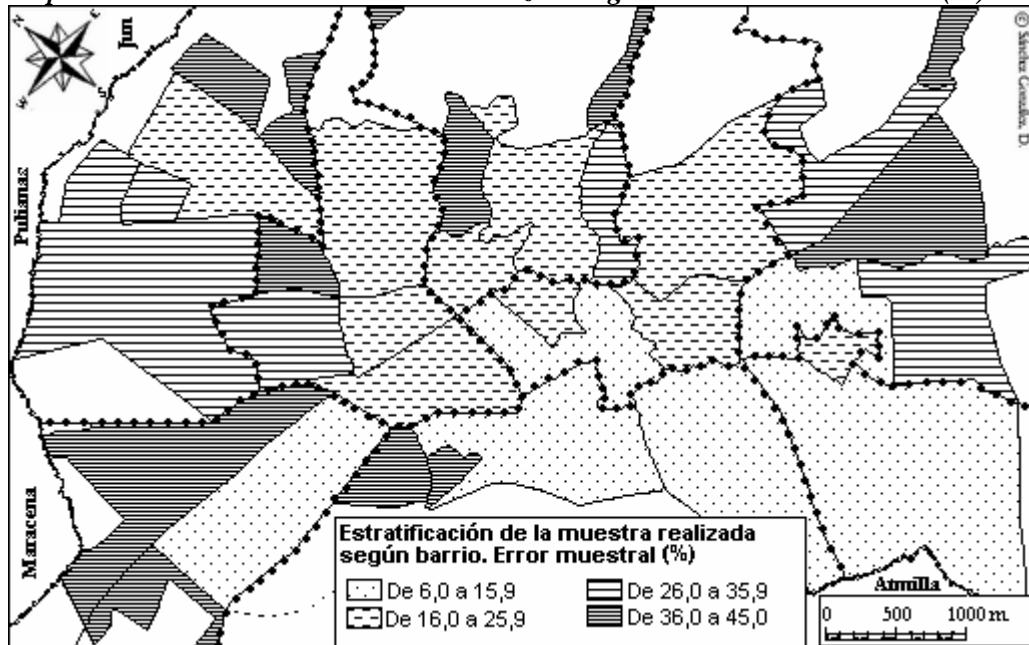 © Sánchez González, D.
N
E
S
W
Jun
Pulianas
Maracena
Estratificación de la muestra realizada
según barrio. Error muestral (%)
De 6,0 a 15,9
De 26,0 a 35,9
De 16,0 a 25,9
De 36,0 a 45,0
Armilla
0 500 1000 m.